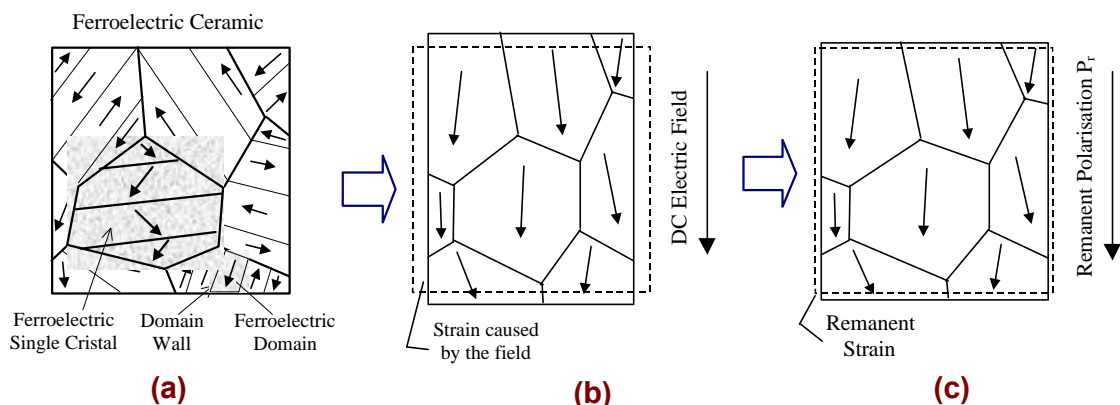 Ferroelectric Ceramic
Ferroelectric
Single Cristal
Domain
Wall
Ferroelectric
Domain
(a)
DC Electric Field
Strain caused
by the field
(b)
Remanent Polarisation Pr
Remanent
Strain
(c)